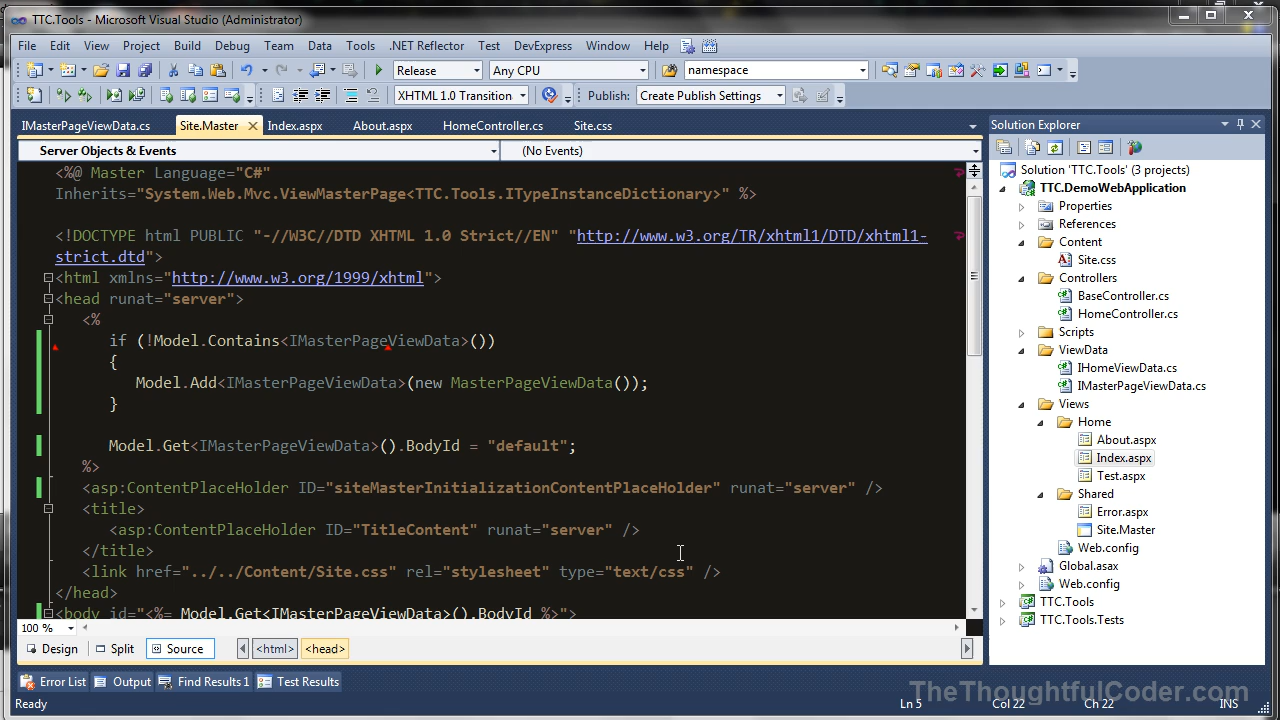 TTC.Tools - Microsoft Visual Studio (Administrator)
File Edit View Project Build Debug Team Data Tools .NET Reflector Test DevExpress Window Help
Release Any CPU namespace
XHTML 1.0 Transition Publish: Create Publish Settings
IMasterPageViewData.cs Site.Master Index.aspx About.aspx HomeController.cs Site.css
Server Objects & Events (No Events)
<%@ Master Language="C#"
Inherits="System.Web.Mvc.ViewMasterPage<TTC.Tools.ITypeInstanceDictionary>" %>
<!DOCTYPE html PUBLIC "-//W3C//DTD XHTML 1.0 Strict//EN" "http://www.w3.org/TR/xhtml1/DTD/xhtml1-
strict.dtd">
<html xmlns="http://www.w3.org/1999/xhtml">
<head runat="server">
<%
if (!Model.Contains<IMasterPageViewData>())
{
Model.Add<IMasterPageViewData>(new MasterPageViewData());
}
Model.Get<IMasterPageViewData>().BodyId = "default";
%>
<asp:ContentPlaceHolder ID="siteMasterInitializationContentPlaceHolder" runat="server" />
<title>
<asp:ContentPlaceHolder ID="TitleContent" runat="server" />
</title>
<link href="../../Content/Site.css" rel="stylesheet" type="text/css" />
</head>
<body id="<%= Model.Get<IMasterPageViewData>().BodyId %>">
100 %
Design Split Source <html> <head>
Error List Output Find Results 1 Test Results
Ready Ln 5 Col 22 Ch 22 INS
Solution Explorer
Solution 'TTC.Tools' (3 projects)
TTC.DemoWebApplication
Properties
References
Content
Site.css
Controllers
BaseController.cs
HomeController.cs
Scripts
ViewData
IHomeViewData.cs
IMasterPageViewData.cs
Views
Home
About.aspx
Index.aspx
Test.aspx
Shared
Error.aspx
Site.Master
Web.config
Global.asax
Web.config
TTC.Tools
TTC.Tools.Tests
TheThoughtfulCoder.com